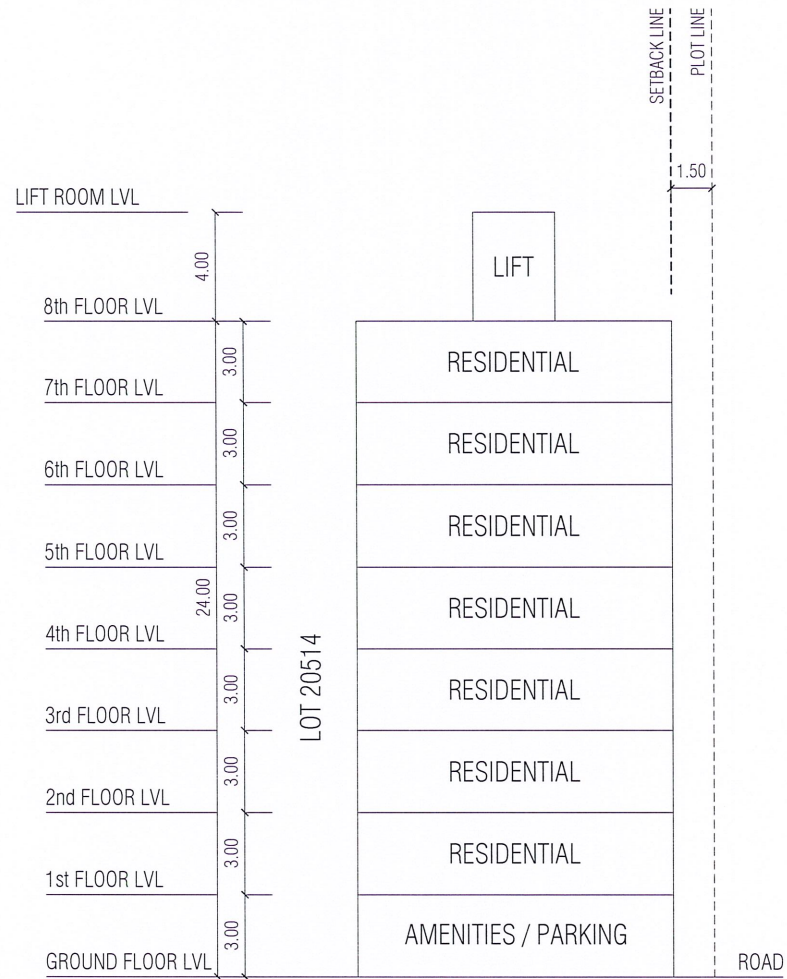 SETBACK LINE
PLOT LINE
1.50
LIFT ROOM LVL
4.00
LIFT
8th FLOOR LVL
3.00
RESIDENTIAL
7th FLOOR LVL
3.00
RESIDENTIAL
6th FLOOR LVL
3.00
RESIDENTIAL
5th FLOOR LVL
24.00
3.00
RESIDENTIAL
4th FLOOR LVL
LOT 20514
3.00
RESIDENTIAL
3rd FLOOR LVL
3.00
RESIDENTIAL
2nd FLOOR LVL
3.00
RESIDENTIAL
1st FLOOR LVL
3.00
AMENITIES / PARKING
GROUND FLOOR LVL
ROAD